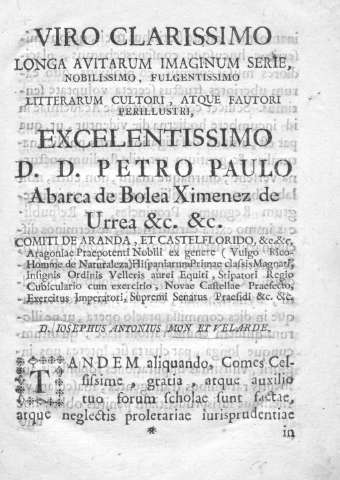 VIRO CLARISSIMO
LONGA AVITARUM IMAGINUM SERIE,
NOBILISSIMO, FULGENTISSIMO
LITTERARUM CULTORI, ATQUE FAUTORI
PERILLUSTRI,
EXCELENTISSIMO
D. D. PETRO PAULO
Abarca de Bolea Ximenez de
Urrea &c. &c.
COMITI DE ARANDA, ET CASTELFLORIDO, &c.&c,
Aragoniae Praepotenti Nobili ex genere ( Vulgo Rico-
Homme de Naturaleza) Hispaniarum Primae classis Magnati,
Insignis Ordinis Velleris aurei Equiti, Stipatori Regio
Cubiculario cum exercitio, Novae Castellae Praefecto,
Exercitus Imperatori, Supremi Senatus Praesidi &c. &c.
D. IOSEPHUS ANTONIUS MON ET VELARDE.
TANDEM aliquando, Comes Cel-
sissime, gratia, atque auxilio
tuo forum scholae sunt factae,
atque neglectis proletariae iurisprudentiae
*
in